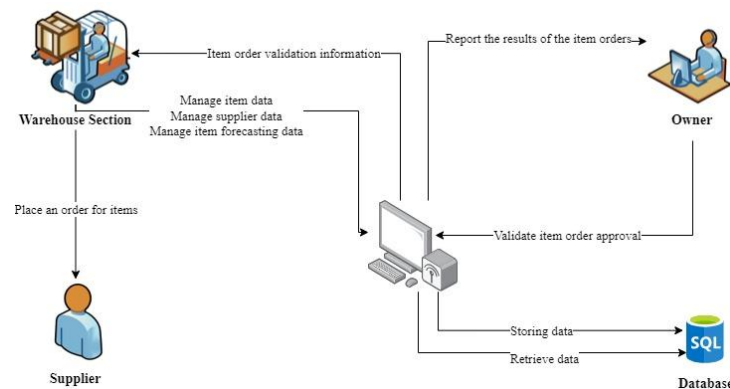 Item order validation information
Report the results of the item orders
Warehouse Section
Manage item data
Manage supplier data
Manage item forecasting data
Owner
Place an order for items
Validate item order approval
Storing data
SQL
Retrieve data
Supplier
Database